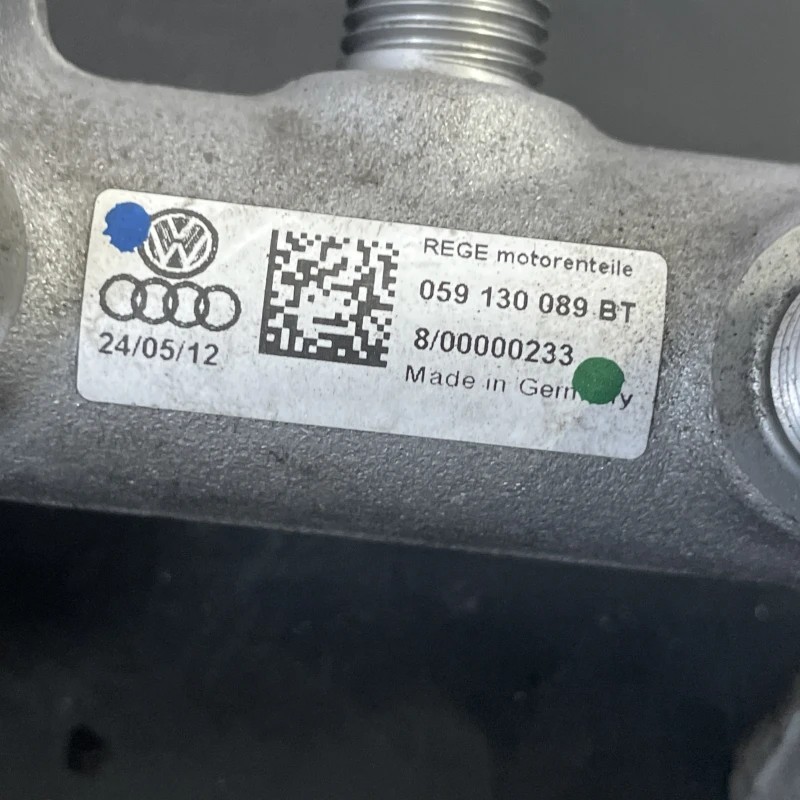 REGE motorenteile
059 130 089 BT
8/00000233
Made in Germany
24/05/12